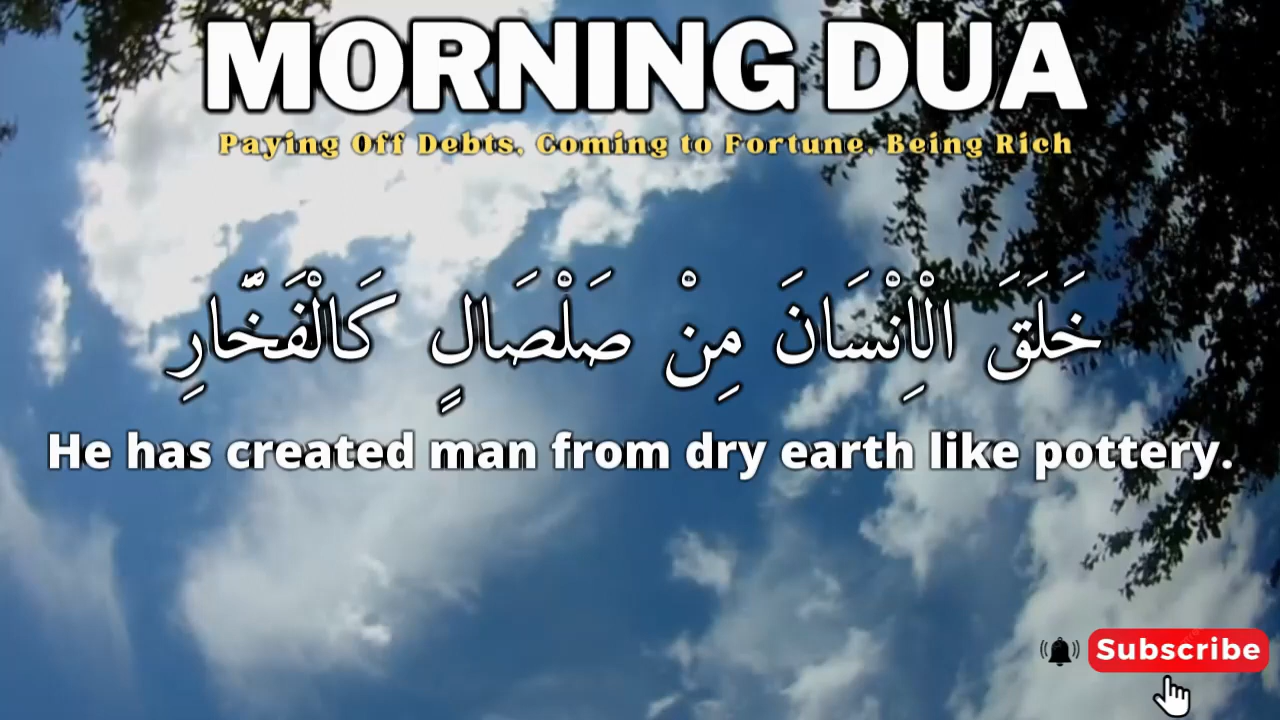 MORNING DUA
Paying Off Debts, Coming to Fortune, Being Rich
خَلَقَ الْاِنْسَانَ مِنْ صَلْصَالٍ كَالْفَخَّارِ
He has created man from dry earth like pottery.
Subscribe